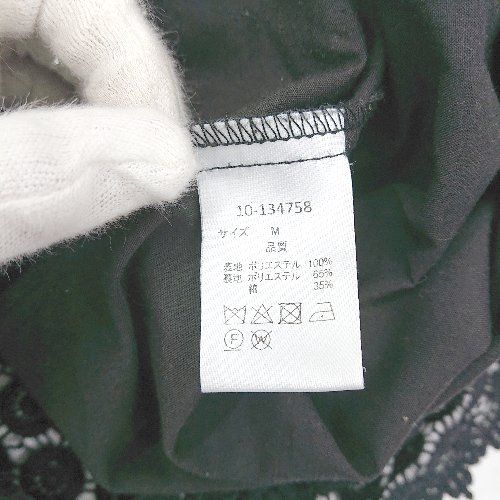 10-134758
サイズ M
品質
表地 ポリエステル 100%
裏地 ポリエステル 65%
綿 35%
F
W